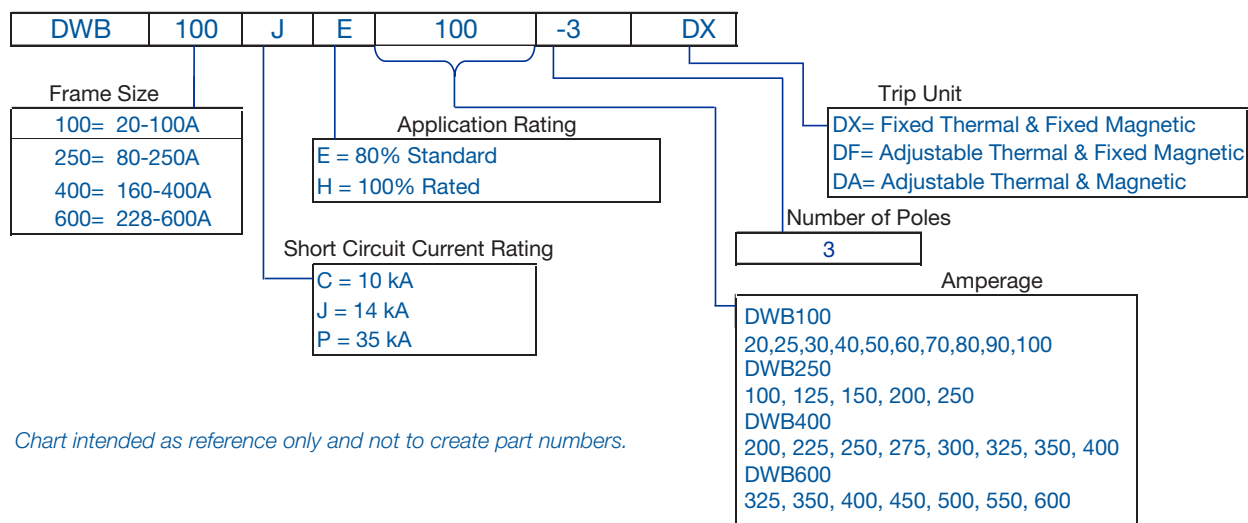 DWB 100 J E 100 -3 DX
Frame Size
100= 20-100A
250= 80-250A
400= 160-400A
600= 228-600A
Application Rating
E = 80% Standard
H = 100% Rated
Short Circuit Current Rating
C = 10 kA
J = 14 kA
P = 35 kA
Trip Unit
DX= Fixed Thermal & Fixed Magnetic
DF= Adjustable Thermal & Fixed Magnetic
DA= Adjustable Thermal & Magnetic
Number of Poles
3
Amperage
DWB100
20,25,30,40,50,60,70,80,90,100
DWB250
100, 125, 150, 200, 250
DWB400
200, 225, 250, 275, 300, 325, 350, 400
DWB600
325, 350, 400, 450, 500, 550, 600
Chart intended as reference only and not to create part numbers.